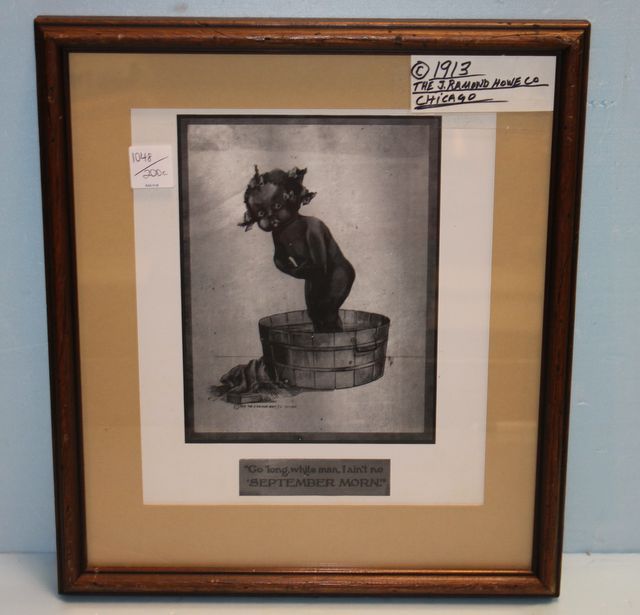 © 1913
THE J. RAMOND HOWE CO
CHICAGO
1048
200
"Go 'long, white man, I ain't no
'SEPTEMBER MORN'."